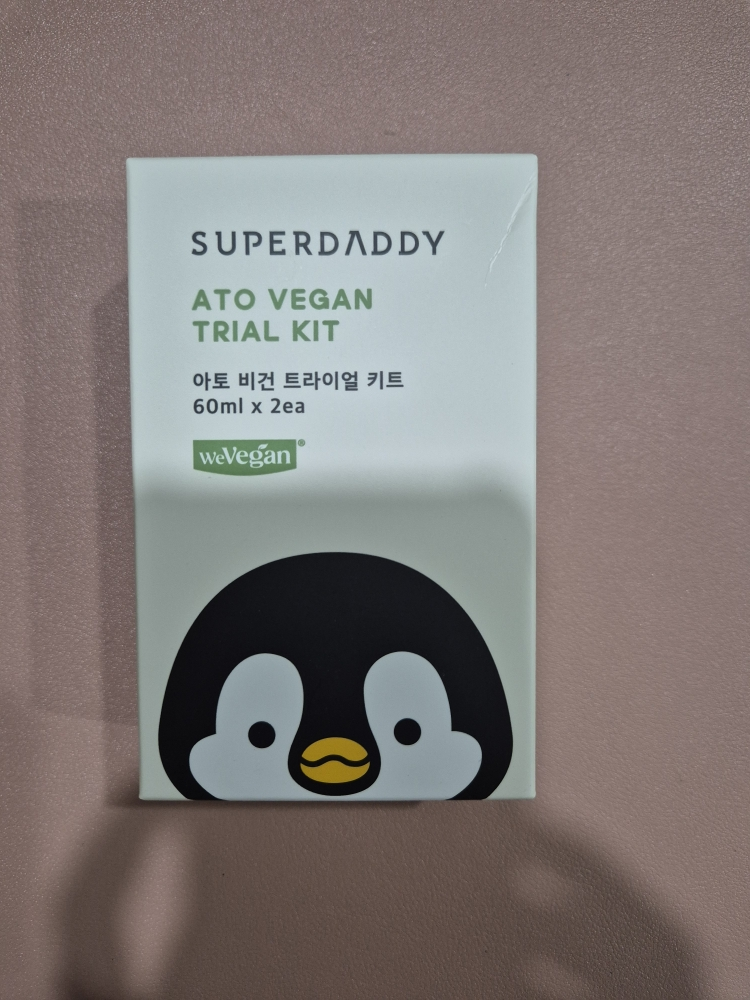 SUPERDADDY
ATO VEGAN
TRIAL KIT
아토 비건 트라이얼 키트
60ml x 2ea
weVegan®